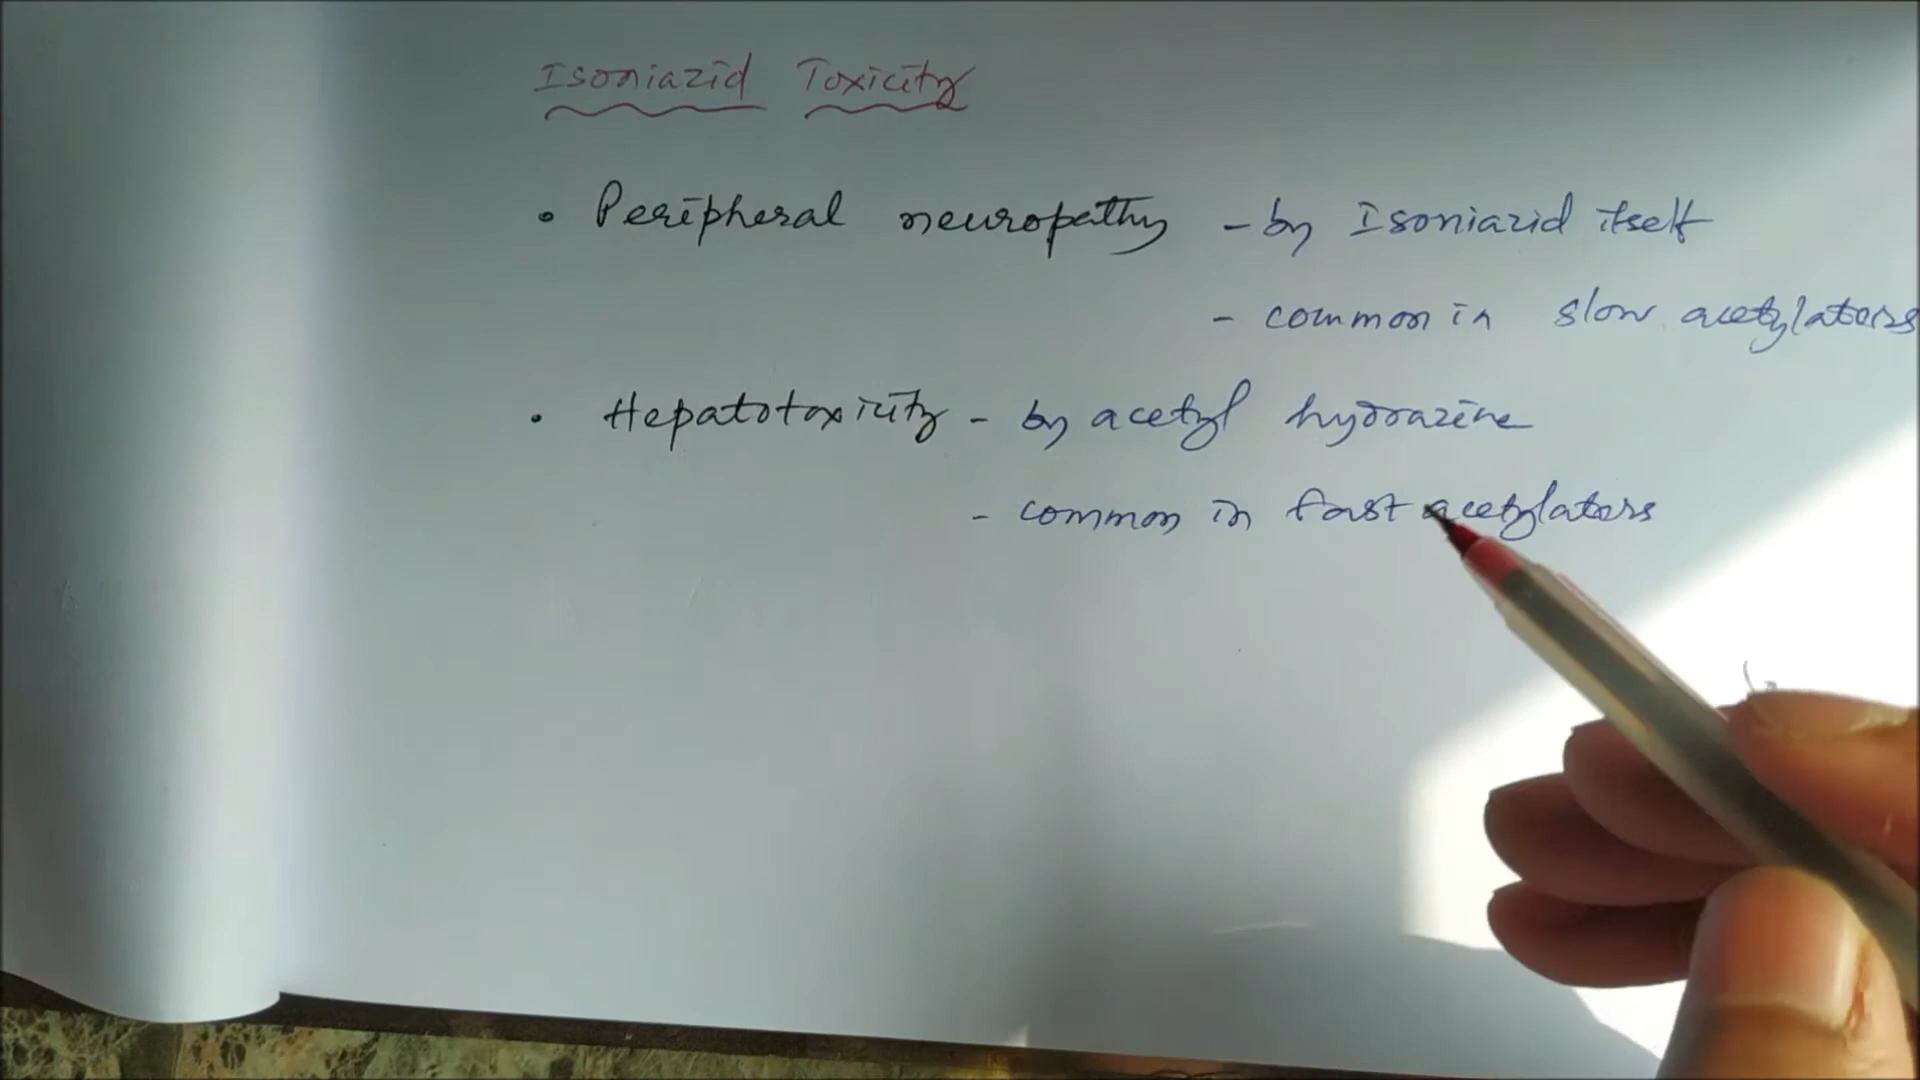 Isoniazid Toxicity
• Peripheral neuropathy - by Isoniazid itself
- common in slow acetylators
• Hepatotoxicity - by acetyl hydrazine
- common in fast acetylators